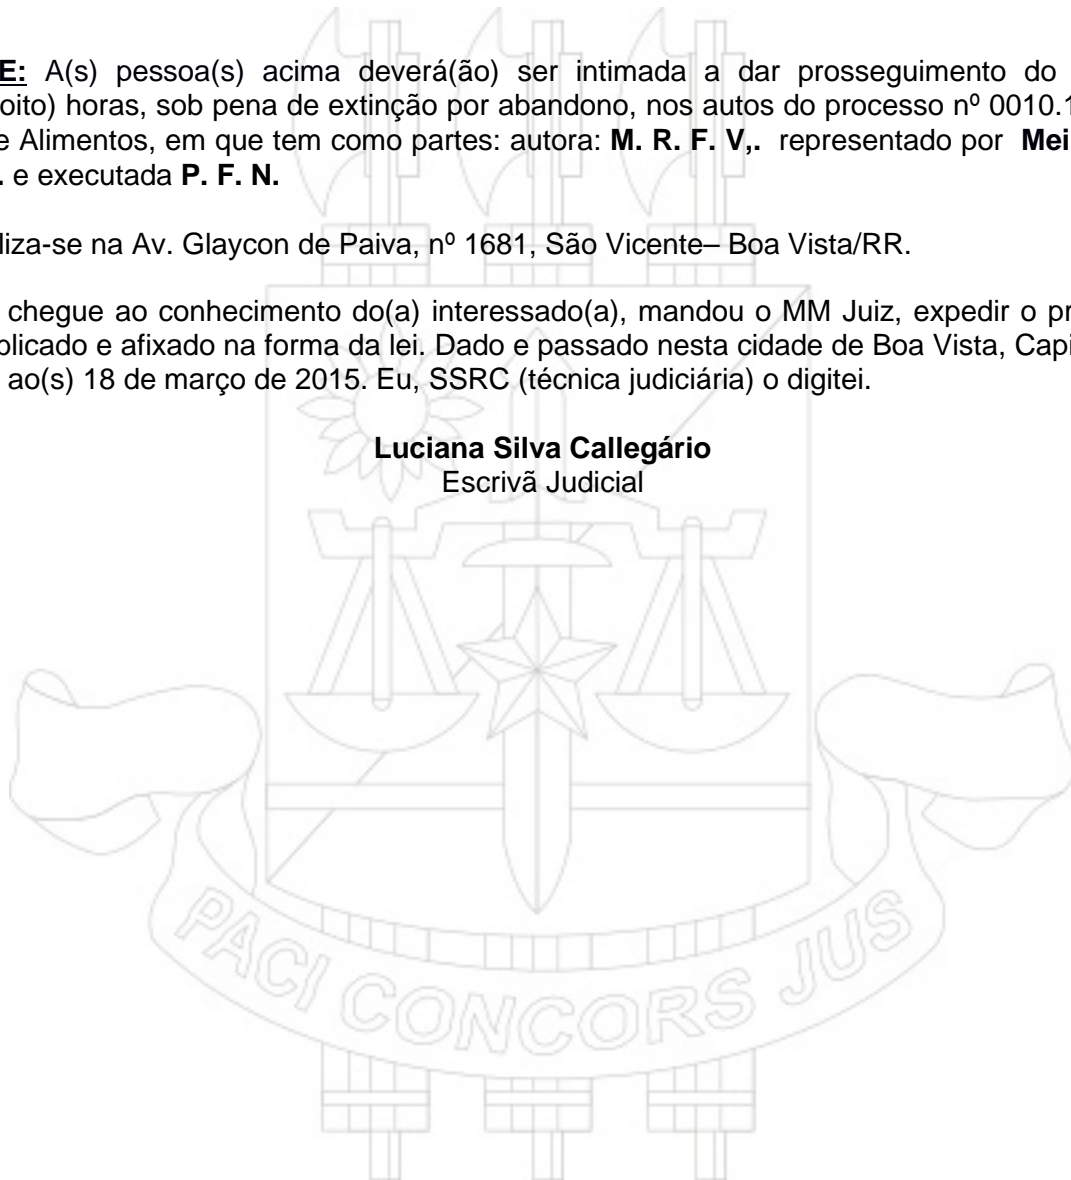 E: A(s) pessoa(s) acima deverá(ão) ser intimada a dar prosseguimento do
oito) horas, sob pena de extinção por abandono, nos autos do processo nº 0010.1
e Alimentos, em que tem como partes: autora: M. R. F. V,. representado por Mei
. e executada P. F. N.
liza-se na Av. Glaycon de Paiva, nº 1681, São Vicente– Boa Vista/RR.
chegue ao conhecimento do(a) interessado(a), mandou o MM Juiz, expedir o pr
blicado e afixado na forma da lei. Dado e passado nesta cidade de Boa Vista, Capi
ao(s) 18 de março de 2015. Eu, SSRC (técnica judiciária) o digitei.
Luciana Silva Callegário
Escrivã Judicial
PACI CONCORS JUS